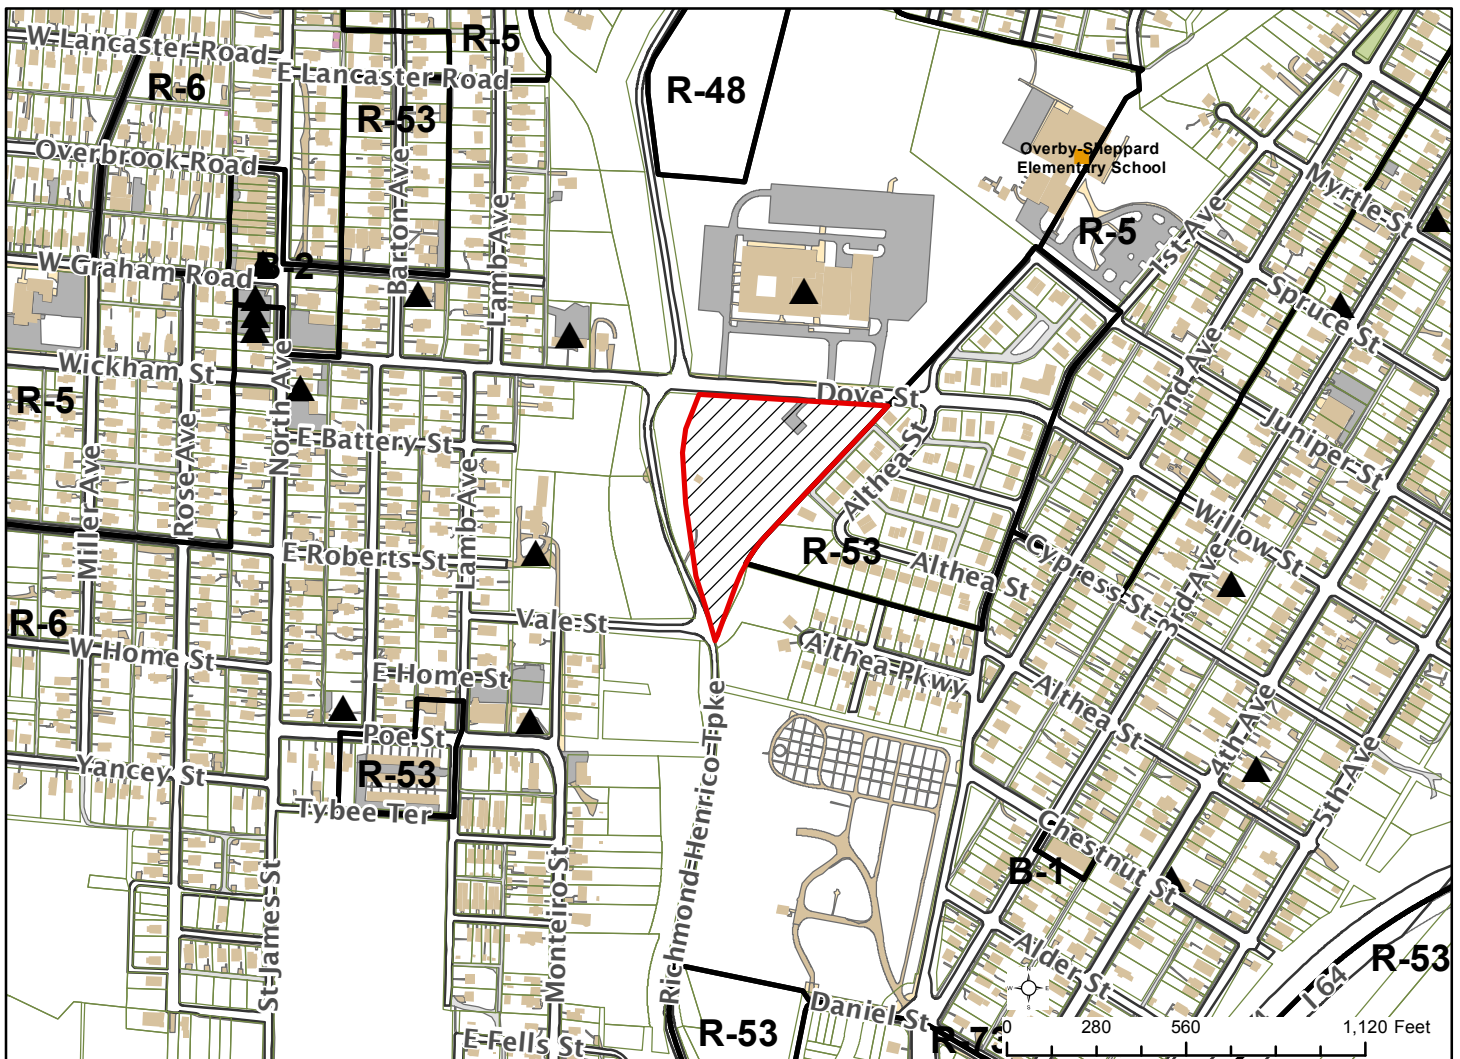 W Lancaster Road
R-5
E Lancaster Road
R-6
R-48
R-53
Overbrook Road
Barton Ave
Overby-Sheppard
Elementary School
Myrtle St
Lamb Ave
R-5
1st Ave
W Graham Road
B-2
Spruce St
Wickham St
North Ave
Dove St
2nd Ave
R-5
Juniper St
E Battery St
Rose Ave
Miller Ave
Lamb Ave
Althea St
Willow St
E Roberts St
R-53
Althea St
Cypress St
3rd Ave
R-6
Vale St
W Home St
E Home St
Althea Pkwy
Althea St
4th Ave
Poe St
Yancey St
R-53
Richmond-Henrico Tpke
5th Ave
Tybee Ter
Chestnut St
B-1
St James St
Monteiro St
Alder St
R-53
I 64
N
W
E
S
Daniel St
R-53
R-73
E Fells St
0 280 560 1,120 Feet